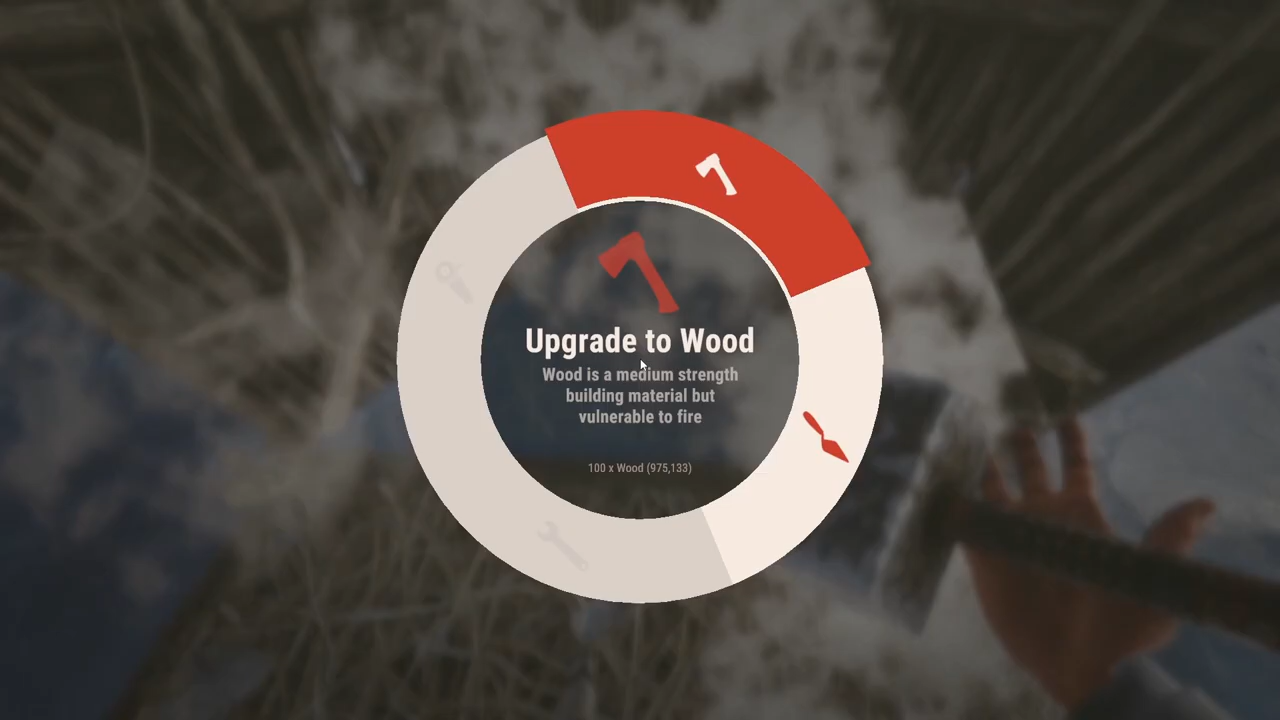 Upgrade to Wood
Wood is a medium strength
building material but
vulnerable to fire
100 x Wood (975,133)